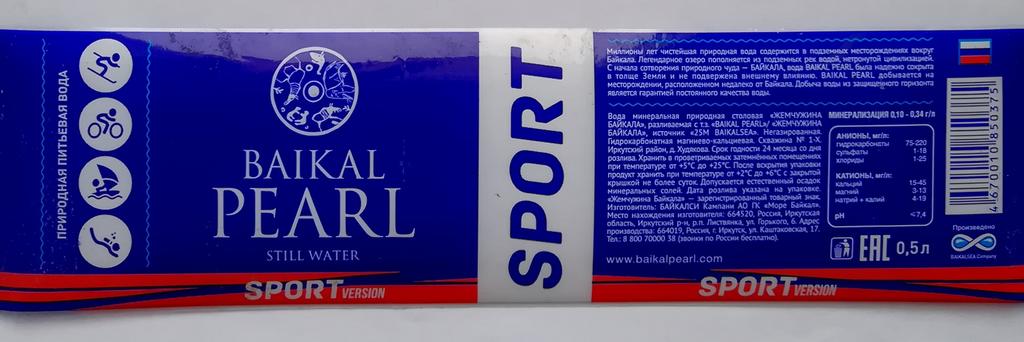 ПРИРОДНАЯ ПИТЬЕВАЯ ВОДА
BAIKAL
PEARL
STILL WATER
SPORT VERSION
SPORT
Миллионы лет чистейшая природная вода содержится в подземных месторождениях вокруг
Байкала. Легендарное озеро пополняется из подземных рек водой, нетронутой цивилизацией.
С начала сотворения природного чуда — БАЙКАЛА, вода BAIKAL PEARL была надежно сокрыта
в толще Земли и не подвержена внешнему влиянию. BAIKAL PEARL добывается на
месторождении, расположенном недалеко от Байкала. Добыча воды из защищенного горизонта
является гарантией постоянного качества воды.
Вода минеральная природная столовая «ЖЕМЧУЖИНА
БАЙКАЛА», разливаемая с т.з. «BAIKAL PEARL»/ «ЖЕМЧУЖИНА
БАЙКАЛА», источник «25M BAIKALSEA». Негазированная.
Гидрокарбонатная магниево-кальциевая. Скважина № 1-Х.
Иркутский район, д. Худякова. Срок годности 24 месяца со дня
розлива. Хранить в проветриваемых затемнённых помещениях
при температуре от +5°С до +25°С. После вскрытия упаковки
продукт хранить при температуре от +2°С до +6°С с закрытой
крышкой не более суток. Допускается естественный осадок
минеральных солей. Дата розлива указана на упаковке.
«Жемчужина Байкала» — зарегистрированный товарный знак.
Изготовитель: БАЙКАЛСИ Кампани АО ГК «Море Байкал».
Место нахождения изготовителя: 664520, Россия, Иркутская
область, Иркутский р-н, р.п. Листвянка, ул. Горького, 6. Адрес
производства: 664019, Россия, г. Иркутск, ул. Каштаковская, 17.
Тел.: 8 800 70000 38 (звонки по России бесплатно).
www.baikalpearl.com
SPORT VERSION
МИНЕРАЛИЗАЦИЯ 0,10 - 0,34 г/л
АНИОНЫ, мг/л:
гидрокарбонаты 75-220
сульфаты 1-18
хлориды 1-25
КАТИОНЫ, мг/л:
кальций 15-45
магний 3-13
натрий + калий 4-19
pH <7,4
EAC 0,5 л
4 670010 850375
Произведено
BAIKALSEA Company